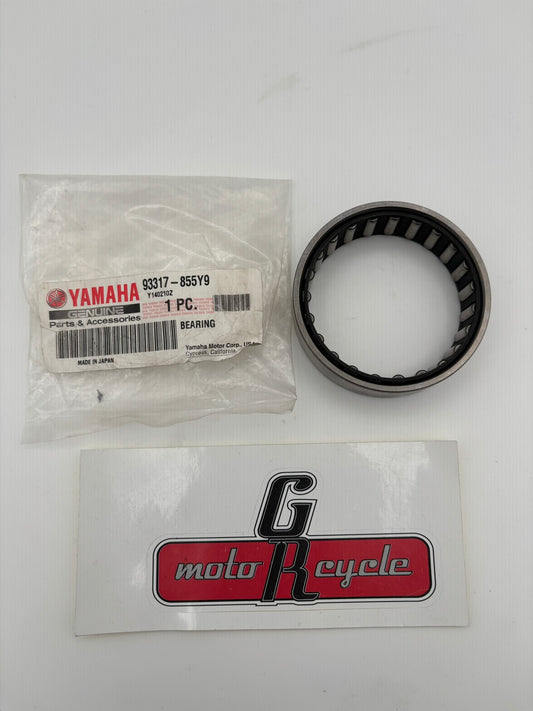 YAMAHA
GENUINE
Parts & Accessories
MADE IN JAPAN
93317-855Y9
Y140210Z
1 PC.
BEARING
Yamaha Motor Corp., USA
Cypress, California
GR
moto cycle